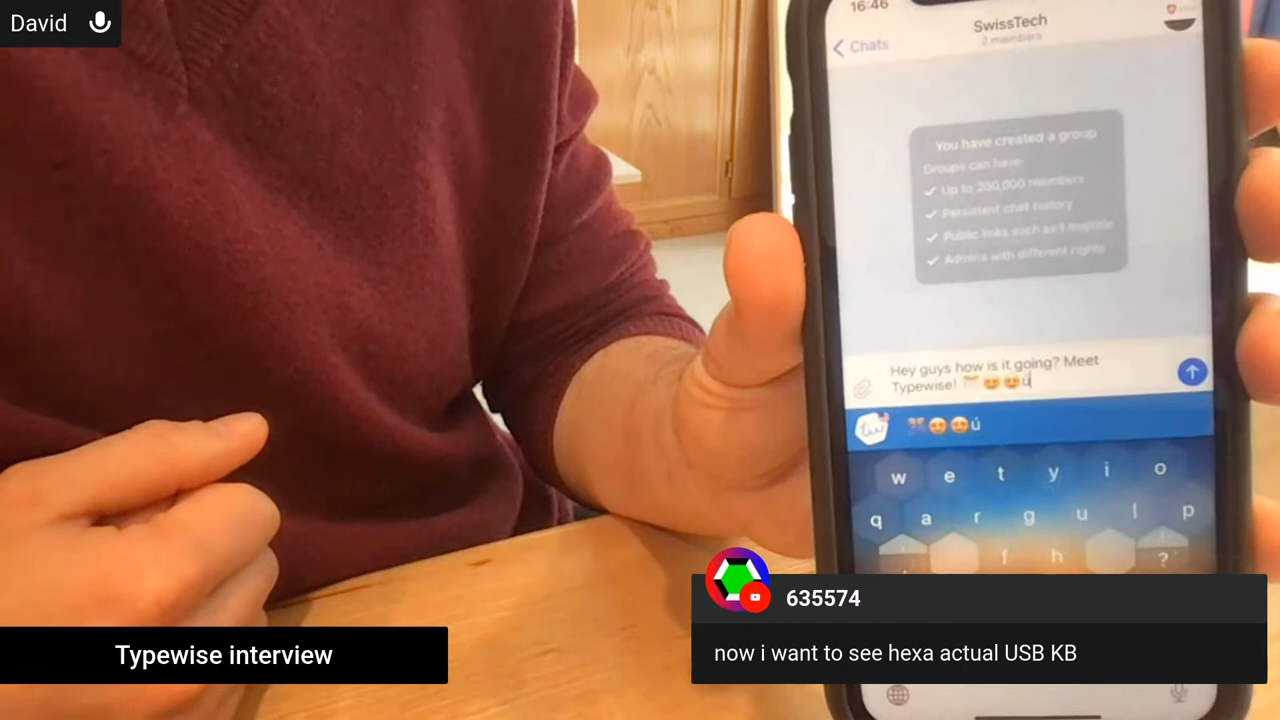 David
16:46
SwissTech
2 members
Chats
You have created a group
Groups can have:
Up to 200,000 members
Persistent chat history
Public links such as t.me/title
Admins with different rights
Hey guys how is it going? Meet
Typewise! 😍😍ú
tw 😍😍ú
w e t y i o
q a r g u l p
f h ?
635574
now i want to see hexa actual USB KB
Typewise interview